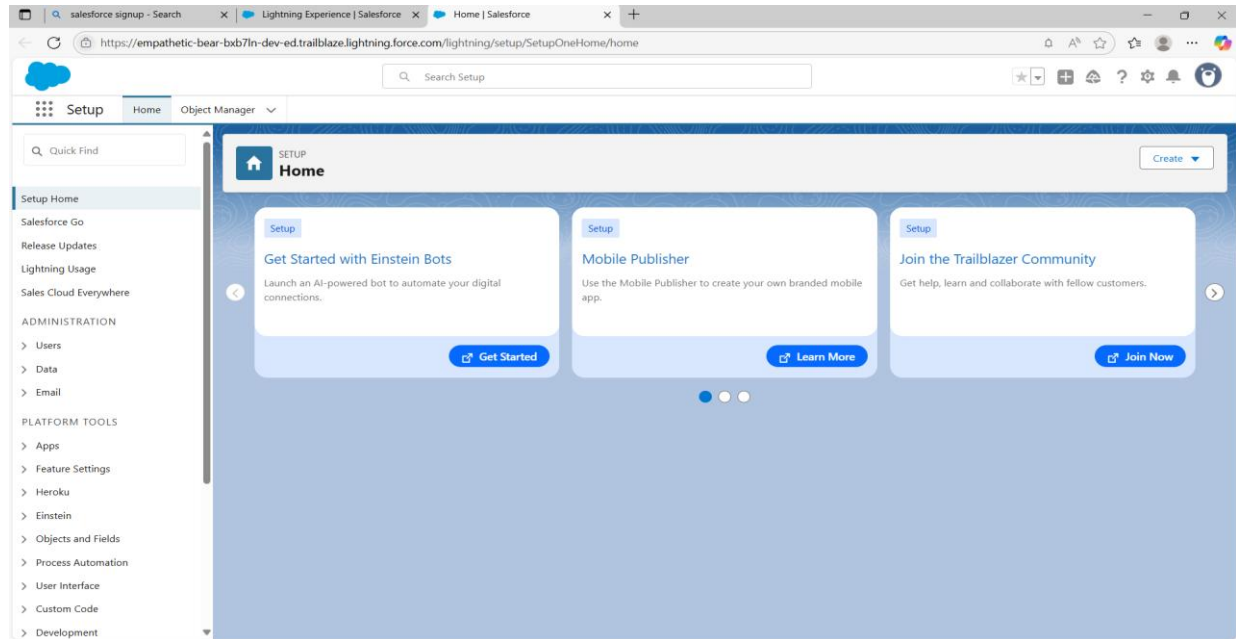 salesforce signup - Search
Lightning Experience | Salesforce
Home | Salesforce
https://empathetic-bear-bxb7ln-dev-ed.trailblaze.lightning.force.com/lightning/setup/SetupOneHome/home
Search Setup
Setup
Home
Object Manager
Quick Find
Setup Home
Salesforce Go
Release Updates
Lightning Usage
Sales Cloud Everywhere
ADMINISTRATION
Users
Data
Email
PLATFORM TOOLS
Apps
Feature Settings
Heroku
Einstein
Objects and Fields
Process Automation
User Interface
Custom Code
Development
SETUP
Home
Create
Setup
Get Started with Einstein Bots
Launch an AI-powered bot to automate your digital
connections.
Get Started
Setup
Mobile Publisher
Use the Mobile Publisher to create your own branded mobile
app.
Learn More
Setup
Join the Trailblazer Community
Get help, learn and collaborate with fellow customers.
Join Now